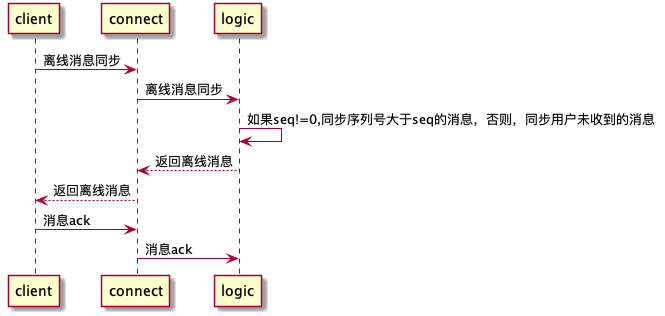 client connect logic
离线消息同步
离线消息同步
如果seq!=0,同步序列号大于seq的消息，否则，同步用户未收到的消息
返回离线消息
返回离线消息
消息ack
消息ack
client connect logic